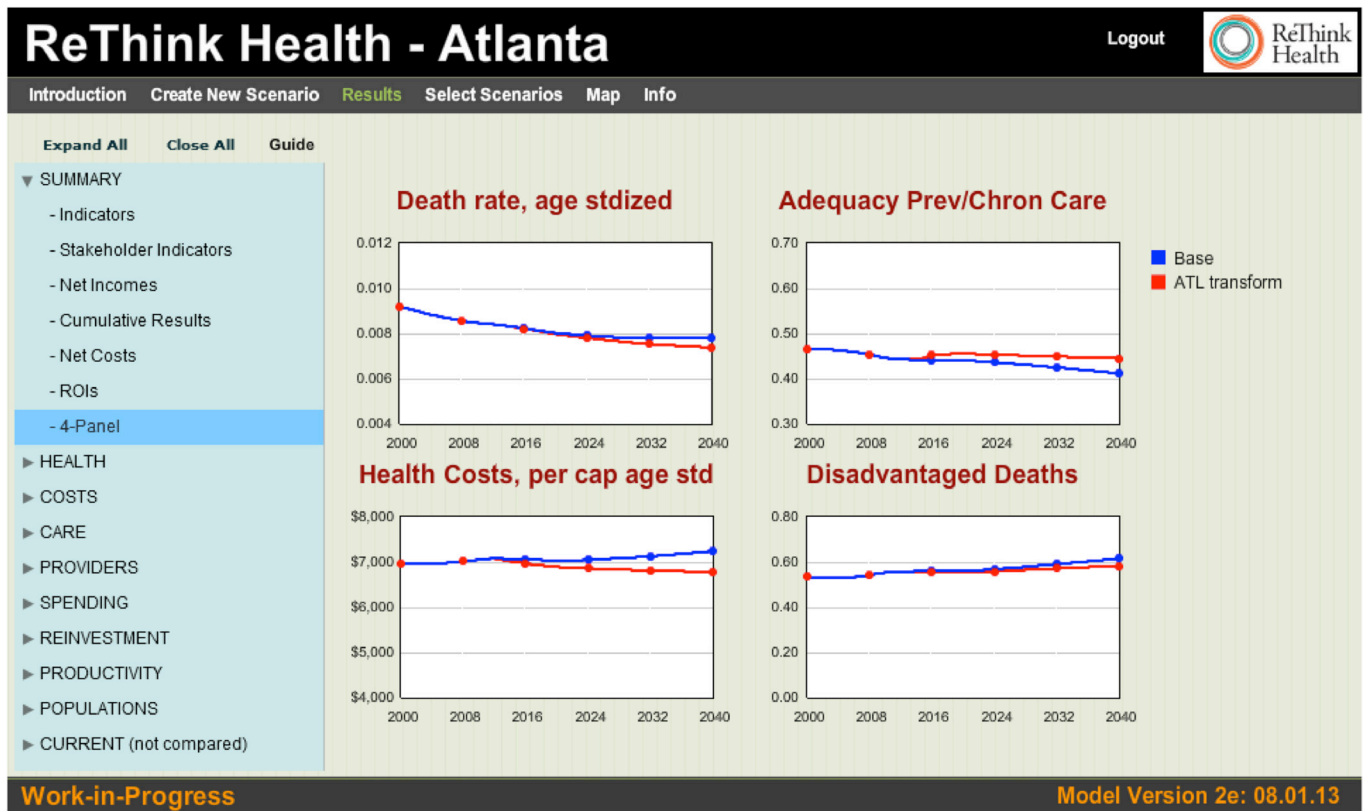 ReThink Health - Atlanta
Logout
ReThink
Health
Introduction Create New Scenario Results Select Scenarios Map Info
Expand All Close All Guide
SUMMARY
- Indicators
- Stakeholder Indicators
- Net Incomes
- Cumulative Results
- Net Costs
- ROIs
- 4-Panel
HEALTH
COSTS
CARE
PROVIDERS
SPENDING
REINVESTMENT
PRODUCTIVITY
POPULATIONS
CURRENT (not compared)
Death rate, age stdized
0.012
0.010
0.008
0.006
0.004
2000 2008 2016 2024 2032 2040
Adequacy Prev/Chron Care
0.70
0.60
0.50
0.40
0.30
2000 2008 2016 2024 2032 2040
Base
ATL transform
Health Costs, per cap age std
$8,000
$7,000
$6,000
$5,000
$4,000
2000 2008 2016 2024 2032 2040
Disadvantaged Deaths
0.80
0.60
0.40
0.20
0.00
2000 2008 2016 2024 2032 2040
Work-in-Progress
Model Version 2e: 08.01.13